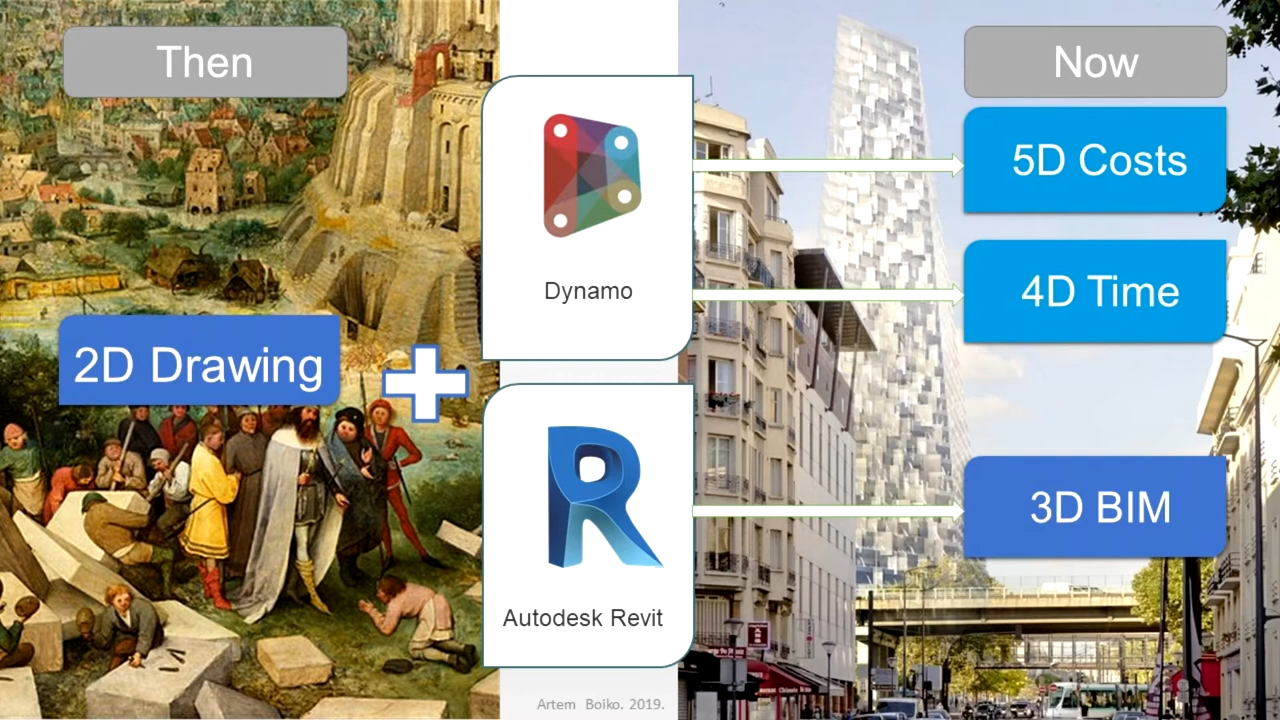 Then
Now
5D Costs
Dynamo
4D Time
2D Drawing
3D BIM
Autodesk Revit
Artem Boiko. 2019.